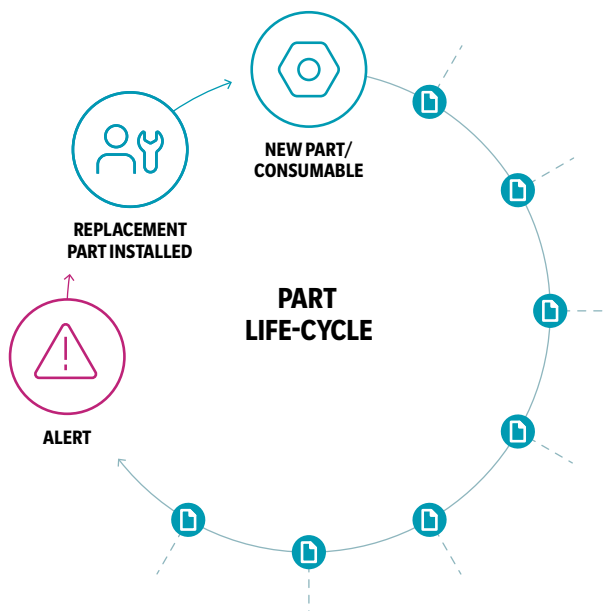 NEW PART/
CONSUMABLE
REPLACEMENT
PART INSTALLED
PART
LIFE-CYCLE
ALERT